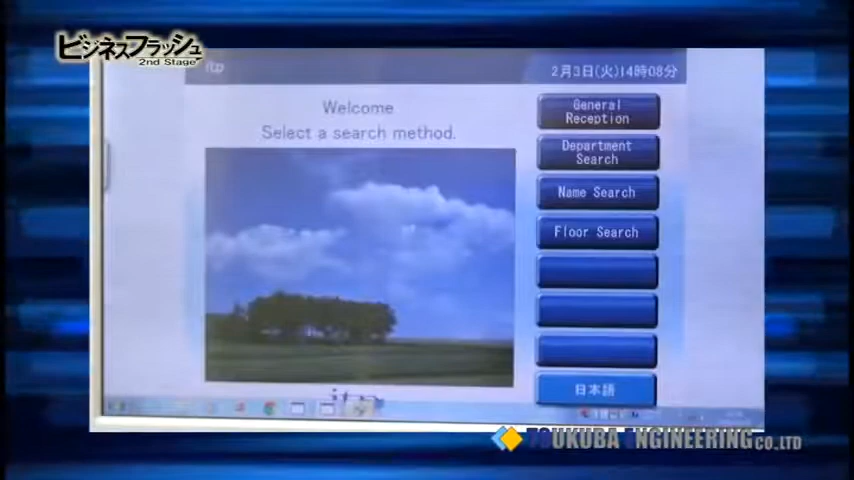 ビジネスフラッシュ
2nd Stage
2月3日(火)14時08分
Welcome
Select a search method.
General
Reception
Department
Search
Name Search
Floor Search
日本語
ENGINEERING CO.,LTD